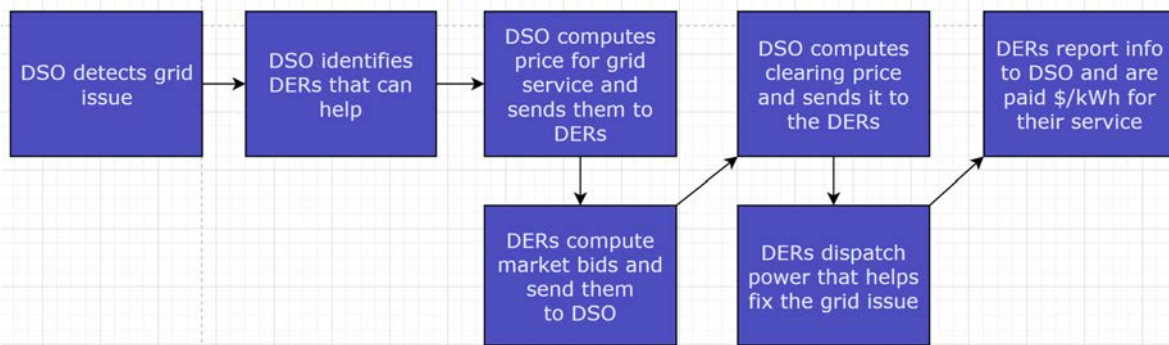 DSO detects grid
issue
DSO identifies
DERs that can
help
DSO computes
price for grid
service and
sends them to
DERs
DERs compute
market bids and
send them
to DSO
DSO computes
clearing price
and sends it to
the DERs
DERs dispatch
power that helps
fix the grid issue
DERs report info
to DSO and are
paid $/kWh for
their service